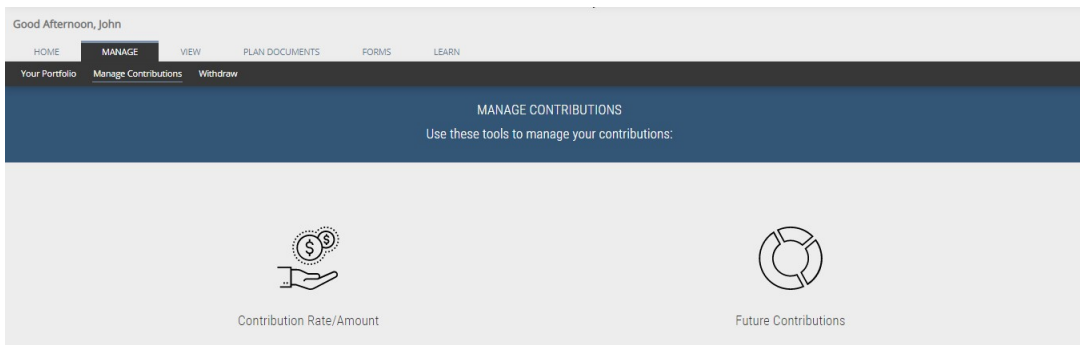 Good Afternoon, John
HOME MANAGE VIEW PLAN DOCUMENTS FORMS LEARN
Your Portfolio Manage Contributions Withdraw
MANAGE CONTRIBUTIONS
Use these tools to manage your contributions:
$ $
Contribution Rate/Amount Future Contributions